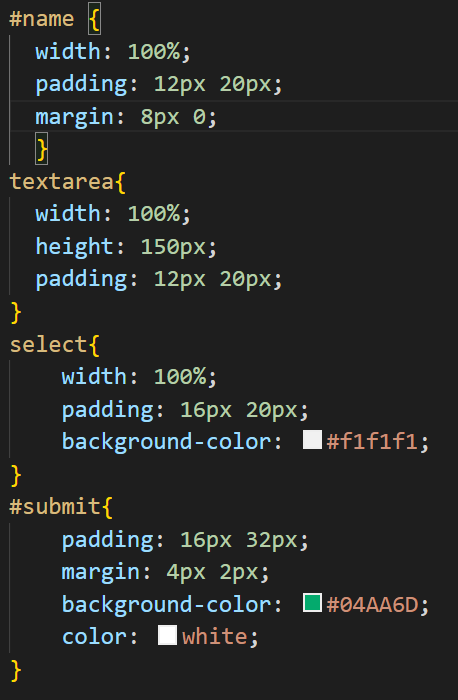 #name {
  width: 100%;
  padding: 12px 20px;
  margin: 8px 0;
  }
textarea{
  width: 100%;
  height: 150px;
  padding: 12px 20px;
}
select{
    width: 100%;
    padding: 16px 20px;
    background-color: #f1f1f1;
}
#submit{
    padding: 16px 32px;
    margin: 4px 2px;
    background-color: #04AA6D;
    color: white;
}